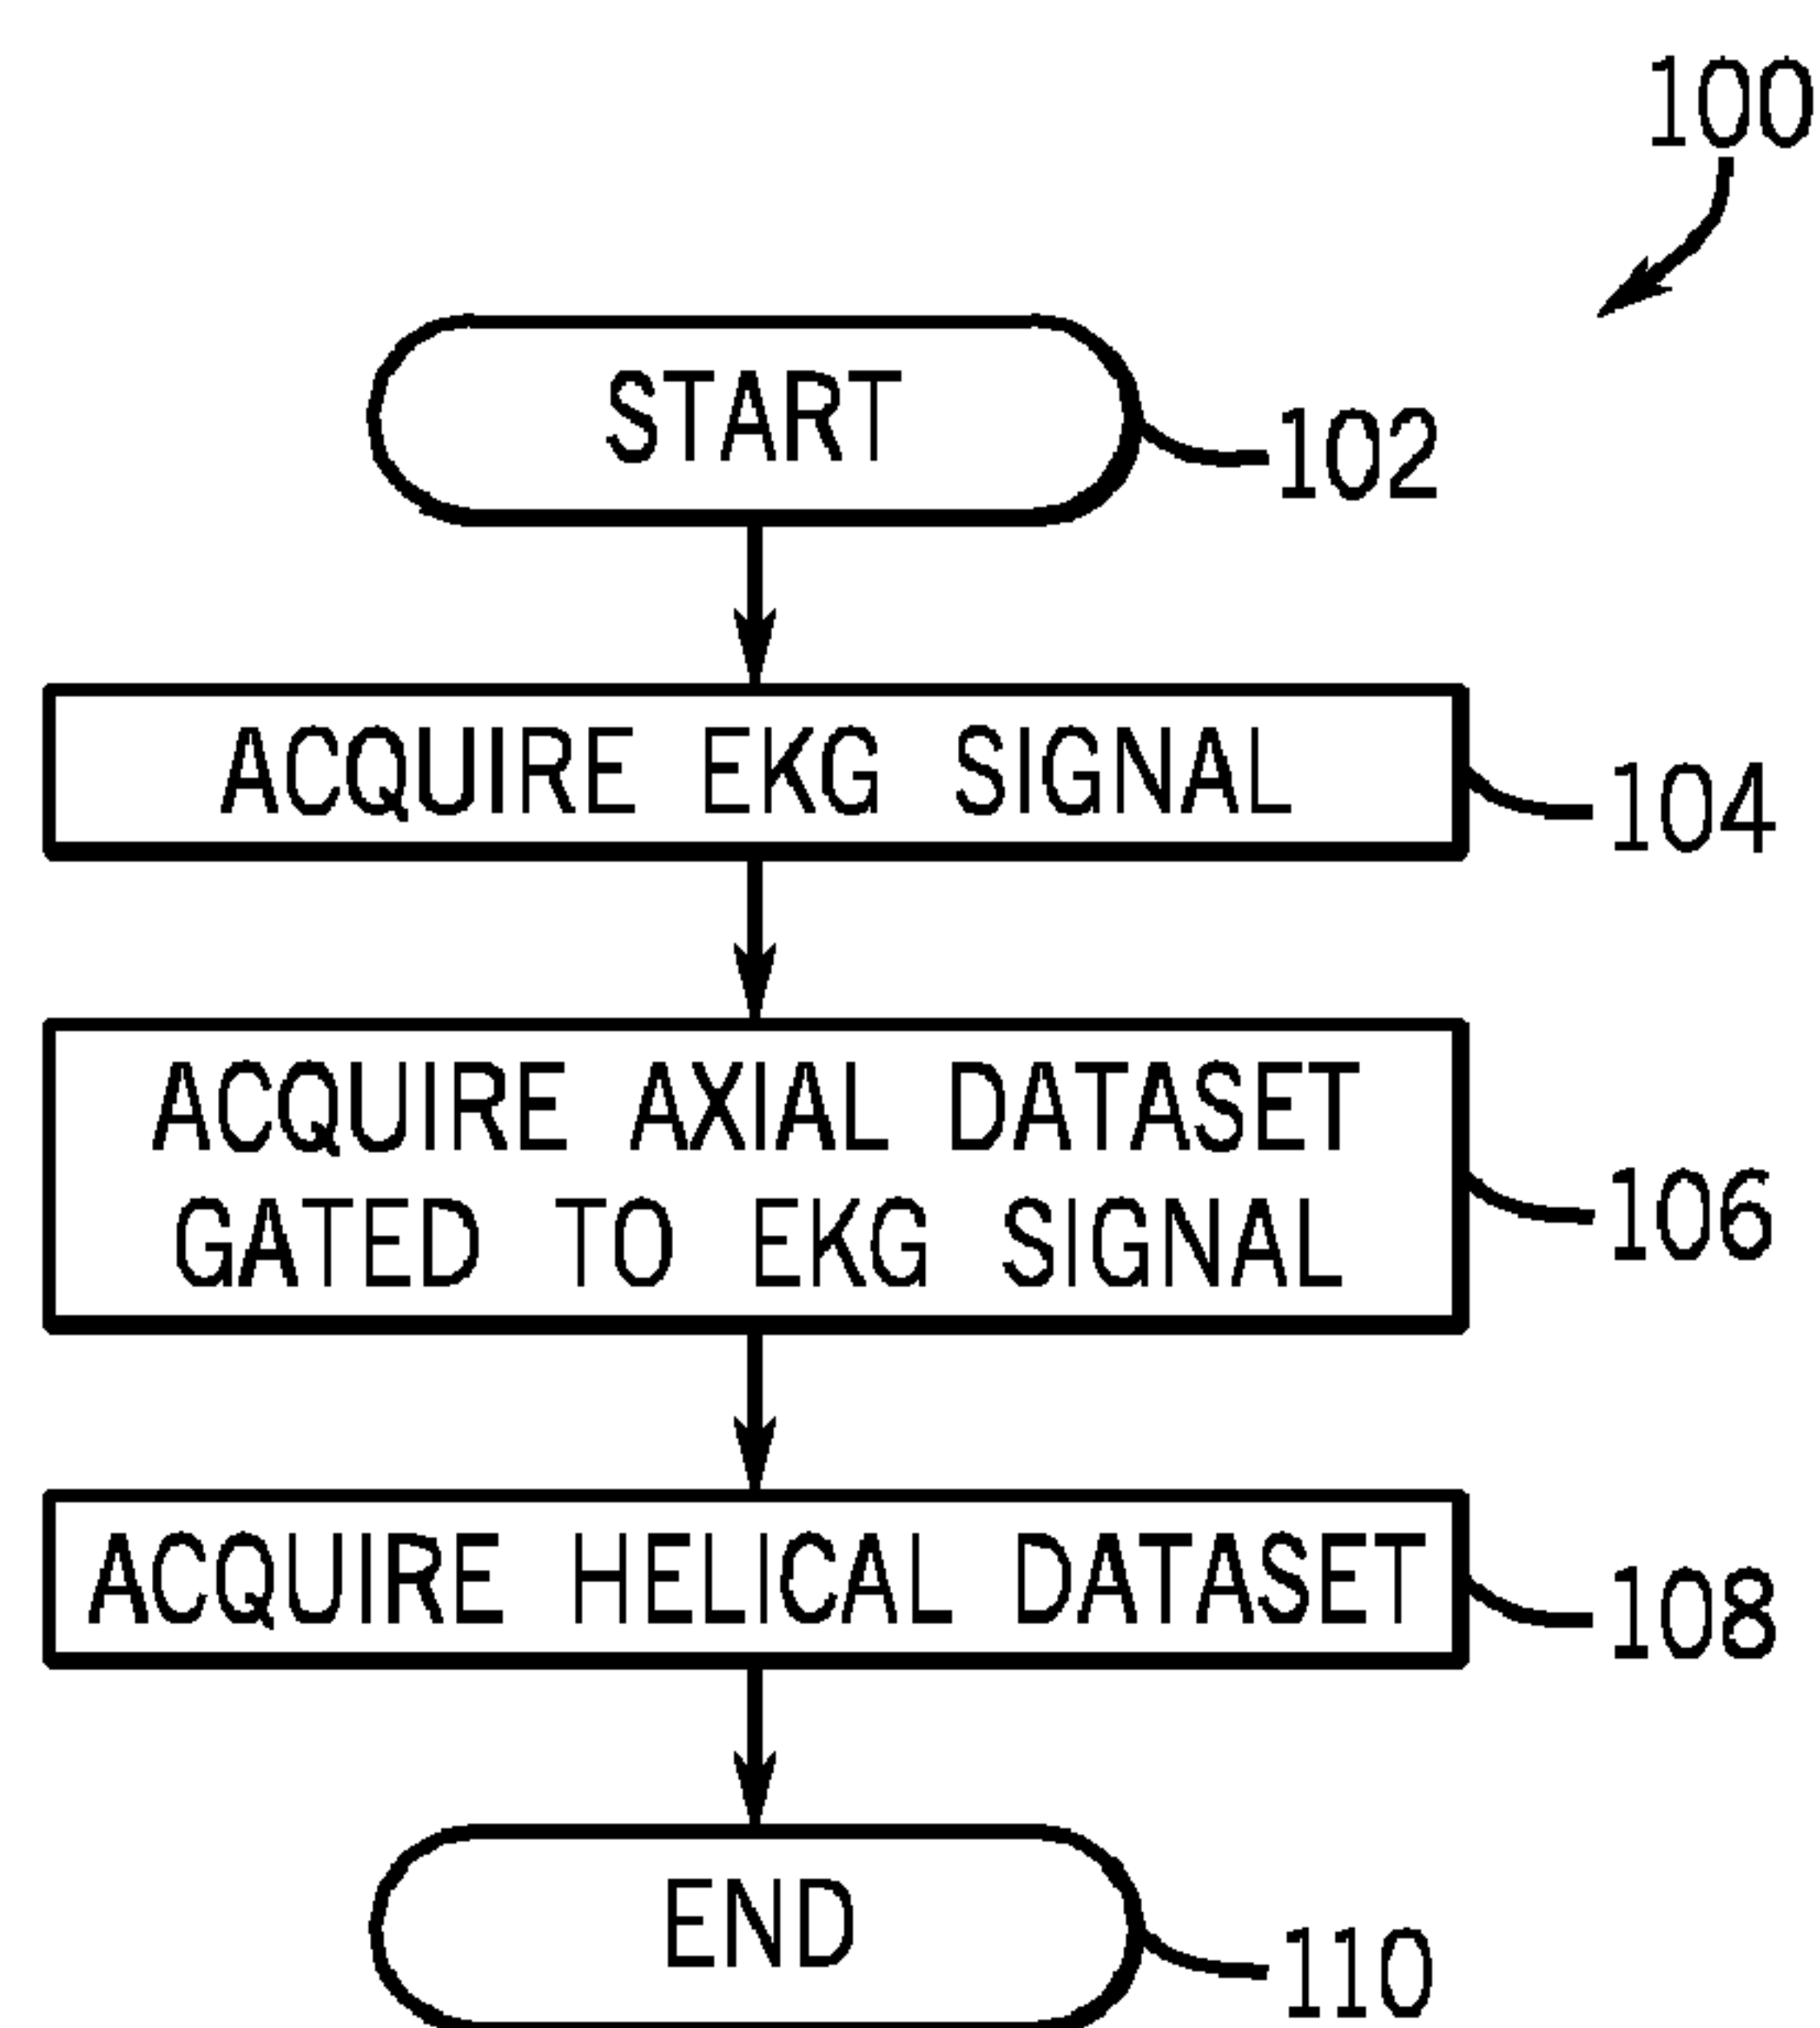 100
START
102
ACQUIRE EKG SIGNAL
104
ACQUIRE AXIAL DATASET
GATED TO EKG SIGNAL
106
ACQUIRE HELICAL DATASET
108
END
110